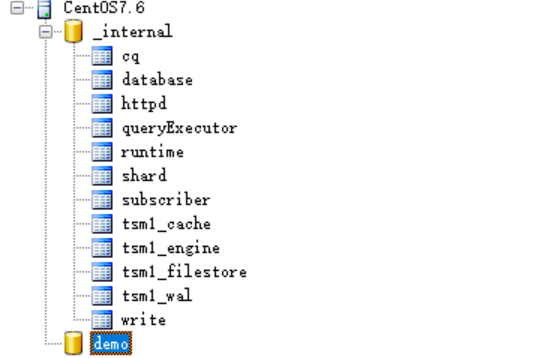 CentOS7.6
_internal
cq
database
httpd
queryExecutor
runtime
shard
subscriber
tsm1_cache
tsm1_engine
tsm1_filestore
tsm1_wal
write
demo